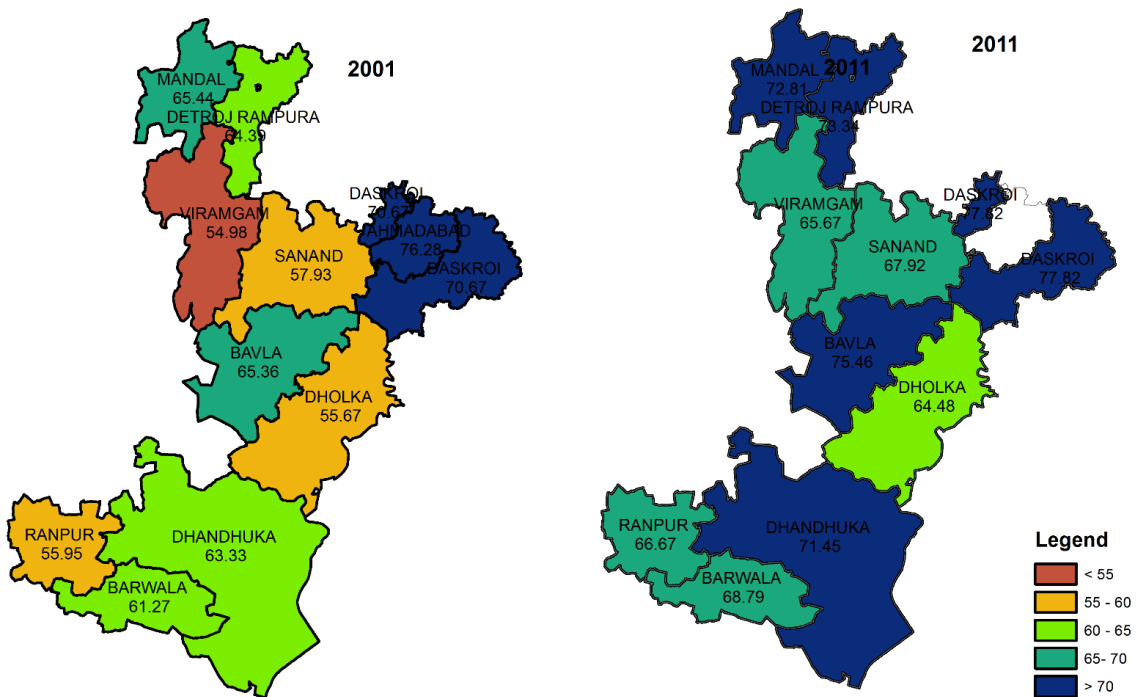 2001
MANDAL
65.44
DETROJ RAMPURA
64.39
VIRAMGAM
54.98
DASKROI
70.67
AHMADABAD
76.28
DASKROI
70.67
SANAND
57.93
BAVLA
65.36
DHOLKA
55.67
RANPUR
55.95
DHANDHUKA
63.33
BARWALA
61.27
2011
2011
MANDAL
72.81
DETROJ RAMPURA
73.34
VIRAMGAM
65.67
DASKROI
77.82
SANAND
67.92
DASKROI
77.82
BAVLA
75.46
DHOLKA
64.48
RANPUR
66.67
DHANDHUKA
71.45
BARWALA
68.79
Legend
< 55
55 - 60
60 - 65
65- 70
> 70